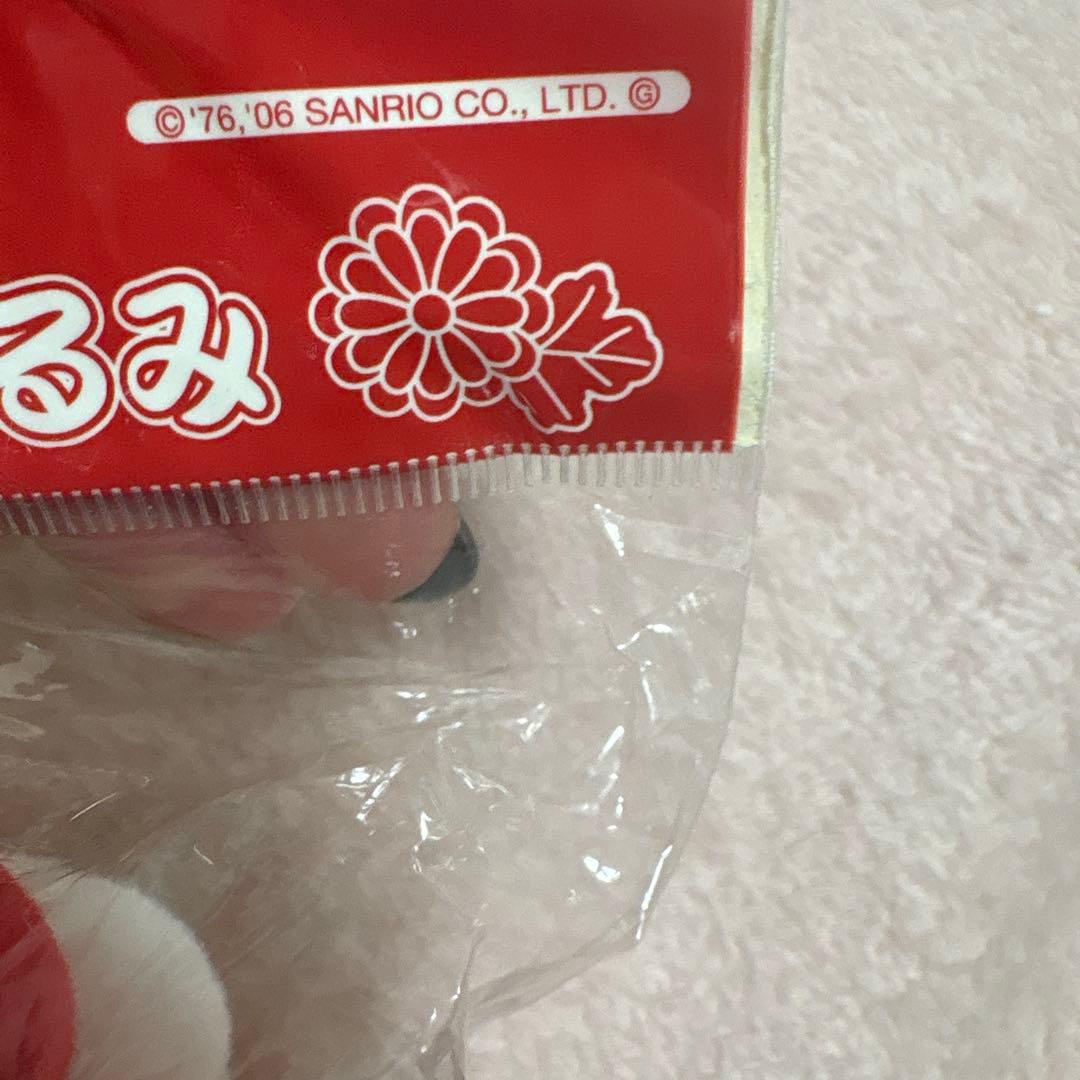 © '76,'06 SANRIO CO., LTD. Ⓖ
るみ